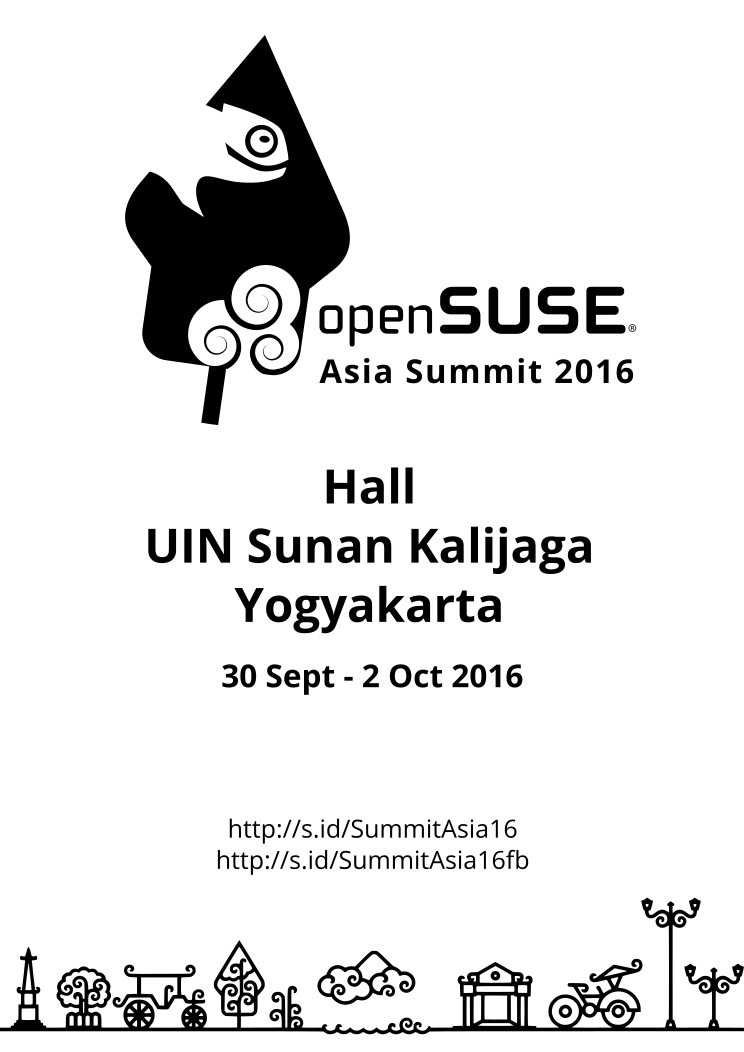 openSUSE®
Asia Summit 2016
Hall
UIN Sunan Kalijaga
Yogyakarta
30 Sept - 2 Oct 2016
http://s.id/SummitAsia16
http://s.id/SummitAsia16fb